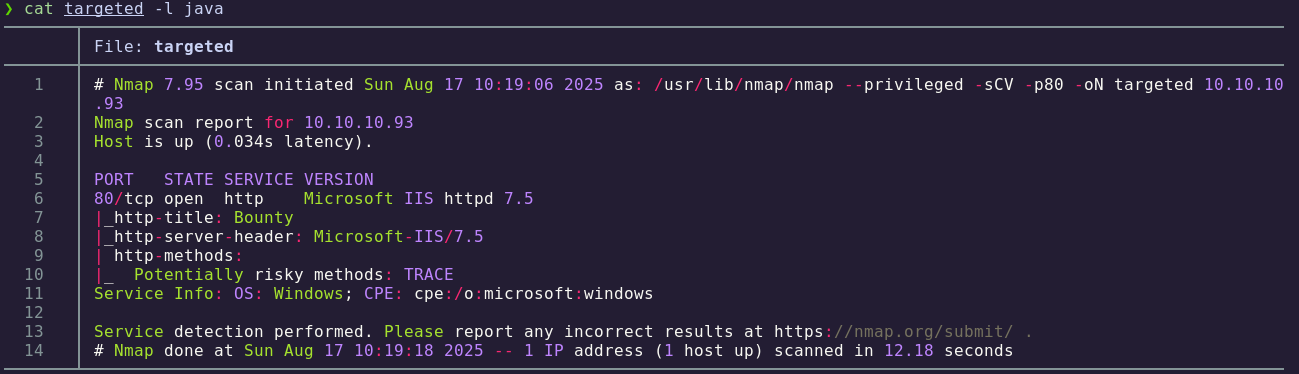 ❯ cat targeted -l java
File: targeted
1 # Nmap 7.95 scan initiated Sun Aug 17 10:19:06 2025 as: /usr/lib/nmap/nmap --privileged -sCV -p80 -oN targeted 10.10.10
.93
2 Nmap scan report for 10.10.10.93
3 Host is up (0.034s latency).
4
5 PORT   STATE SERVICE VERSION
6 80/tcp open  http    Microsoft IIS httpd 7.5
7 |_http-title: Bounty
8 |_http-server-header: Microsoft-IIS/7.5
9 | http-methods:
10 |_  Potentially risky methods: TRACE
11 Service Info: OS: Windows; CPE: cpe:/o:microsoft:windows
12
13 Service detection performed. Please report any incorrect results at https://nmap.org/submit/ .
14 # Nmap done at Sun Aug 17 10:19:18 2025 -- 1 IP address (1 host up) scanned in 12.18 seconds